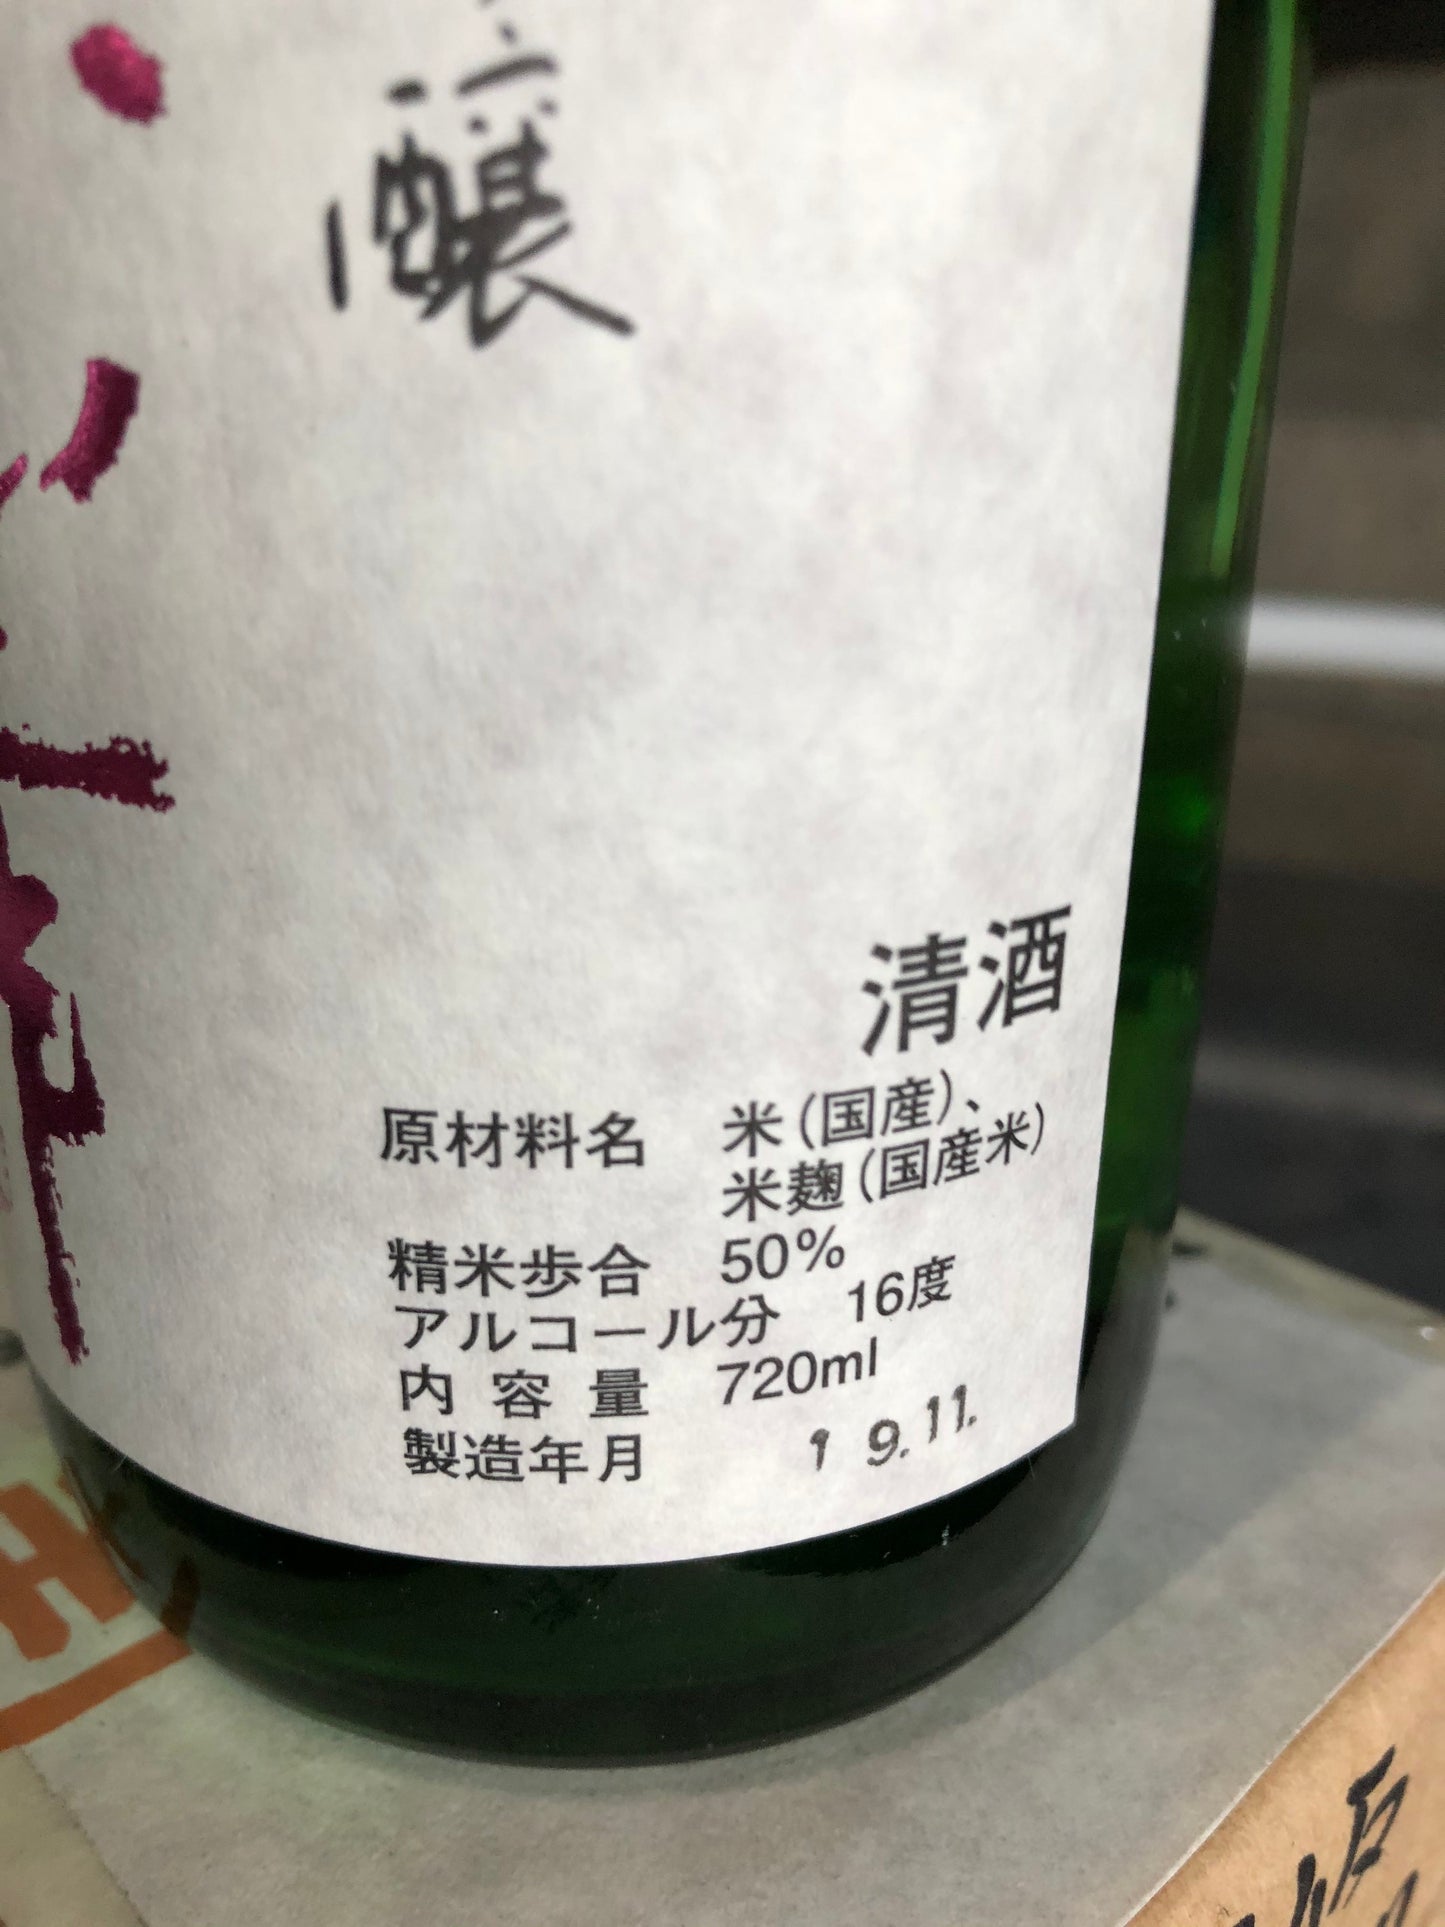 醸
清酒
原材料名 米(国産)、
米麹(国産米)
精米歩合 50%
アルコール分 16度
内容量 720ml
製造年月 19.11.